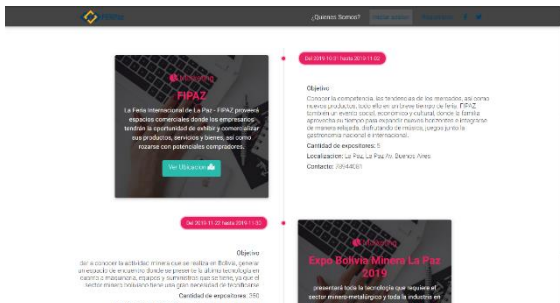 ¿Quienes Somos?
Del 2019-10-01 hasta 2019-11-02
Marketing
FIPAZ
La Feria Internacional de La Paz - FIPAZ proveerá
espacios comerciales donde los empresarios
tendrán la oportunidad de exhibir y comercializar
sus productos, servicios y bienes, así como
rozarse con potenciales compradores.
Ver Ubicacion
Objetivo
Conocer la competencia, las tendencias de los mercados, así como
nuevos productos, todo ello en un breve tiempo de feria. FIPAZ
también un evento social, económico y cultural, donde la familia
aprovecha su tiempo para expandir nuevos horizontes e integrarse
de manera relajada, disfrutando de música, juegos junto la
gastronomía nacional e internacional.
Cantidad de expositores: 5
Localizacion: La Paz, La Paz Av. Buenos Aires
Contacto:
Del 2019-11-22 hasta
Objetivo
dar a conocer la actividad minera que se realiza en Bolivia, generar
un espacio de encuentro donde se presente la última tecnología en
cuanto a maquinaria, equipos y suministros que se tiene, ya que el
sector minero boliviano tiene una gran necesidad de tecnificarse
Cantidad de expositores: 250
Marketing
Expo Bolivia Minera La Paz
2019
presentará toda la tecnología que requiere el
sector minero-metalúrgico y toda la industria en